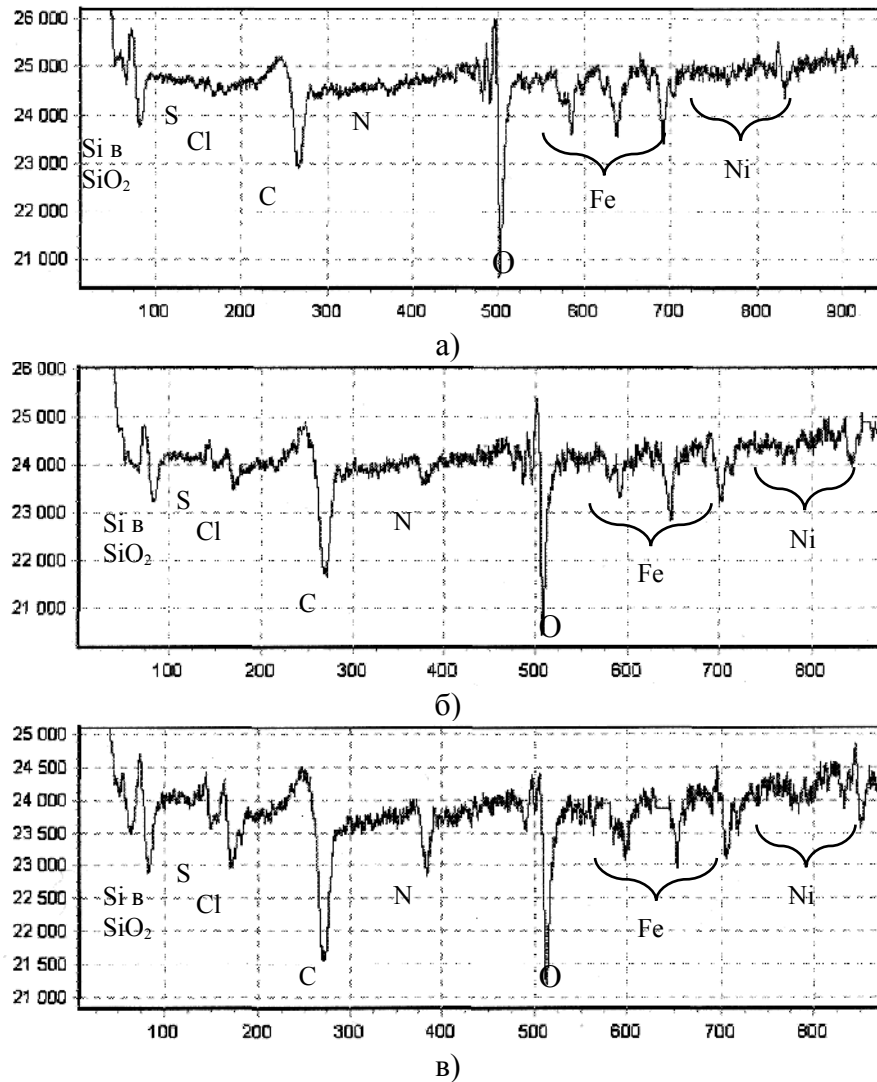 26 000
25 000
24 000
23 000
22 000
21 000
S
Cl
N
Si в
SiO₂
C
O
Fe
Ni
100 200 300 400 500 600 700 800 900
а)
26 000
25 000
24 000
23 000
22 000
21 000
S
Cl
N
Si в
SiO₂
C
O
Fe
Ni
100 200 300 400 500 600 700 800
б)
25 000
24 500
24 000
23 500
23 000
22 500
22 000
21 500
21 000
S
Cl
N
Si в
SiO₂
C
O
Fe
Ni
100 200 300 400 500 600 700 800
в)